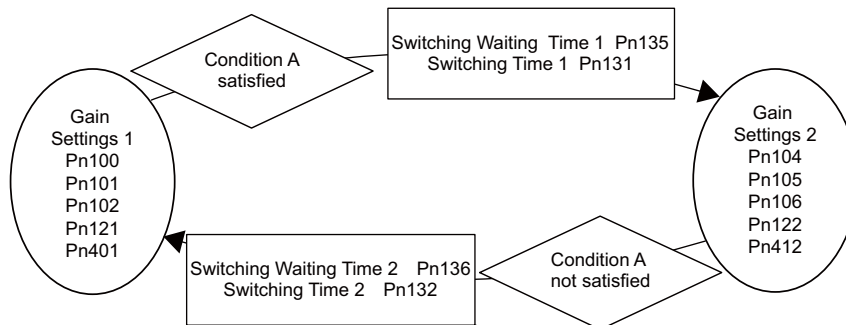 Condition A
satisfied
Switching Waiting Time 1 Pn135
Switching Time 1 Pn131
Gain
Settings 1
Pn100
Pn101
Pn102
Pn121
Pn401
Gain
Settings 2
Pn104
Pn105
Pn106
Pn122
Pn412
Switching Waiting Time 2 Pn136
Switching Time 2 Pn132
Condition A
not satisfied